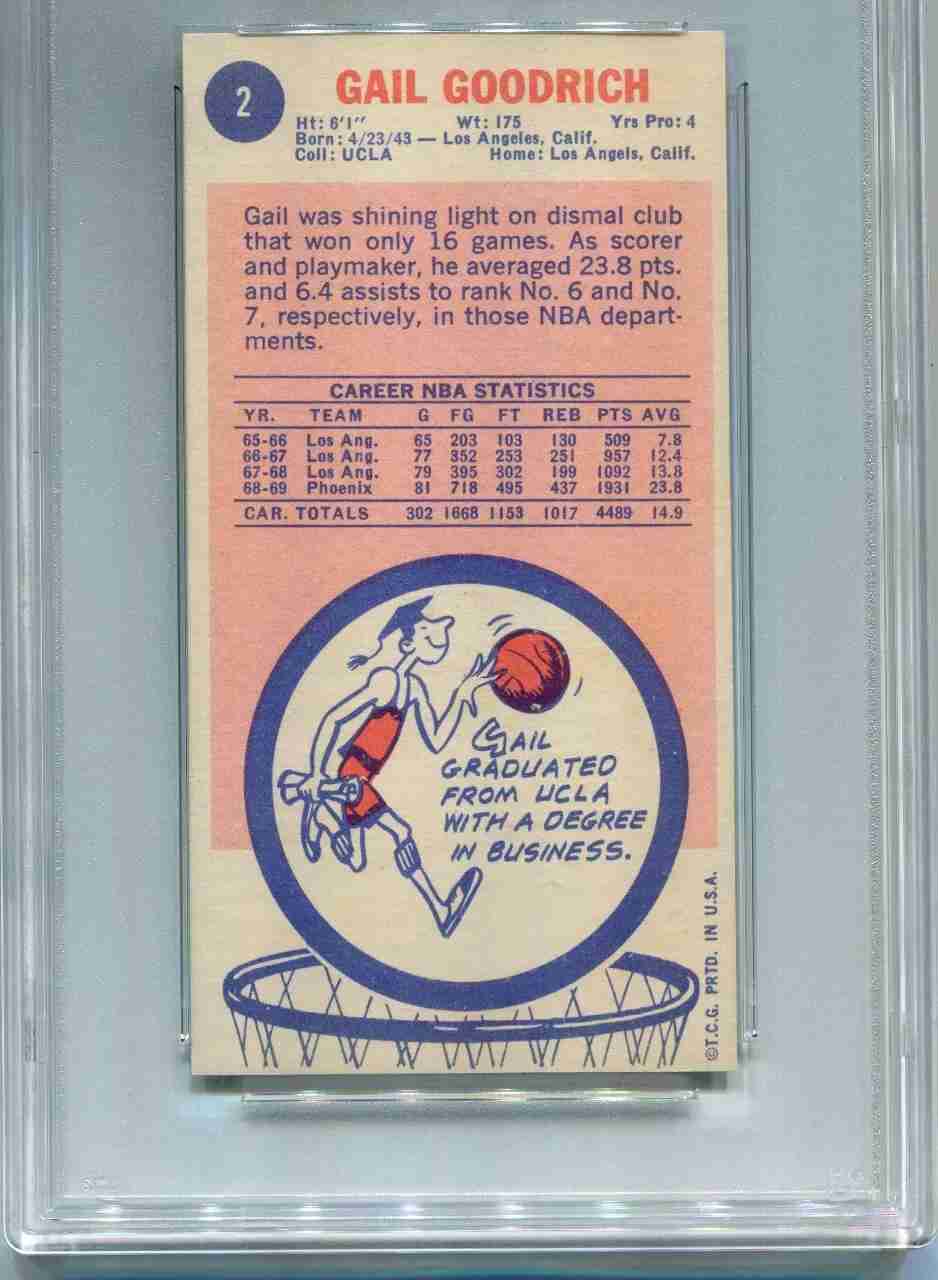 2
GAIL GOODRICH
Ht: 6'1" Wt: 175 Yrs Pro: 4
Born: 4/23/43 — Los Angeles, Calif.
Coll: UCLA Home: Los Angels, Calif.
Gail was shining light on dismal club
that won only 16 games. As scorer
and playmaker, he averaged 23.8 pts.
and 6.4 assists to rank No. 6 and No.
7, respectively, in those NBA depart-
ments.
CAREER NBA STATISTICS
YR. TEAM G FG FT REB PTS AVG
65-66 Los Ang. 65 203 103 130 509 7.8
66-67 Los Ang. 77 352 253 251 957 12.4
67-68 Los Ang. 79 395 302 199 1092 13.8
68-69 Phoenix 81 718 495 437 1931 23.8
CAR. TOTALS 302 1668 1153 1017 4489 14.9
GAIL
GRADUATED
FROM UCLA
WITH A DEGREE
IN BUSINESS.
©T.C.G. PRTD. IN U.S.A.